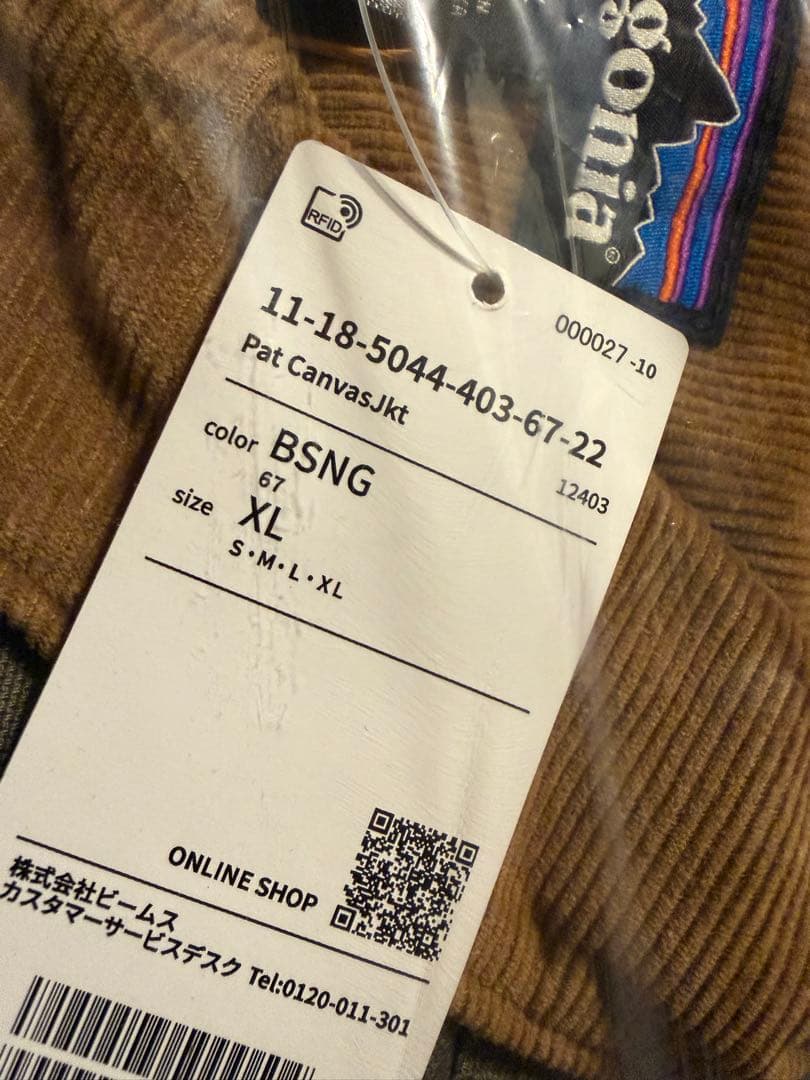 gonia®
RFID
000027 -10
11-18-5044-403-67-22
Pat CanvasJkt
12403
color BSNG
67
size XL
S・M・L・XL
ONLINE SHOP
株式会社ビームス
カスタマーサービスデスク Tel:0120-011-301